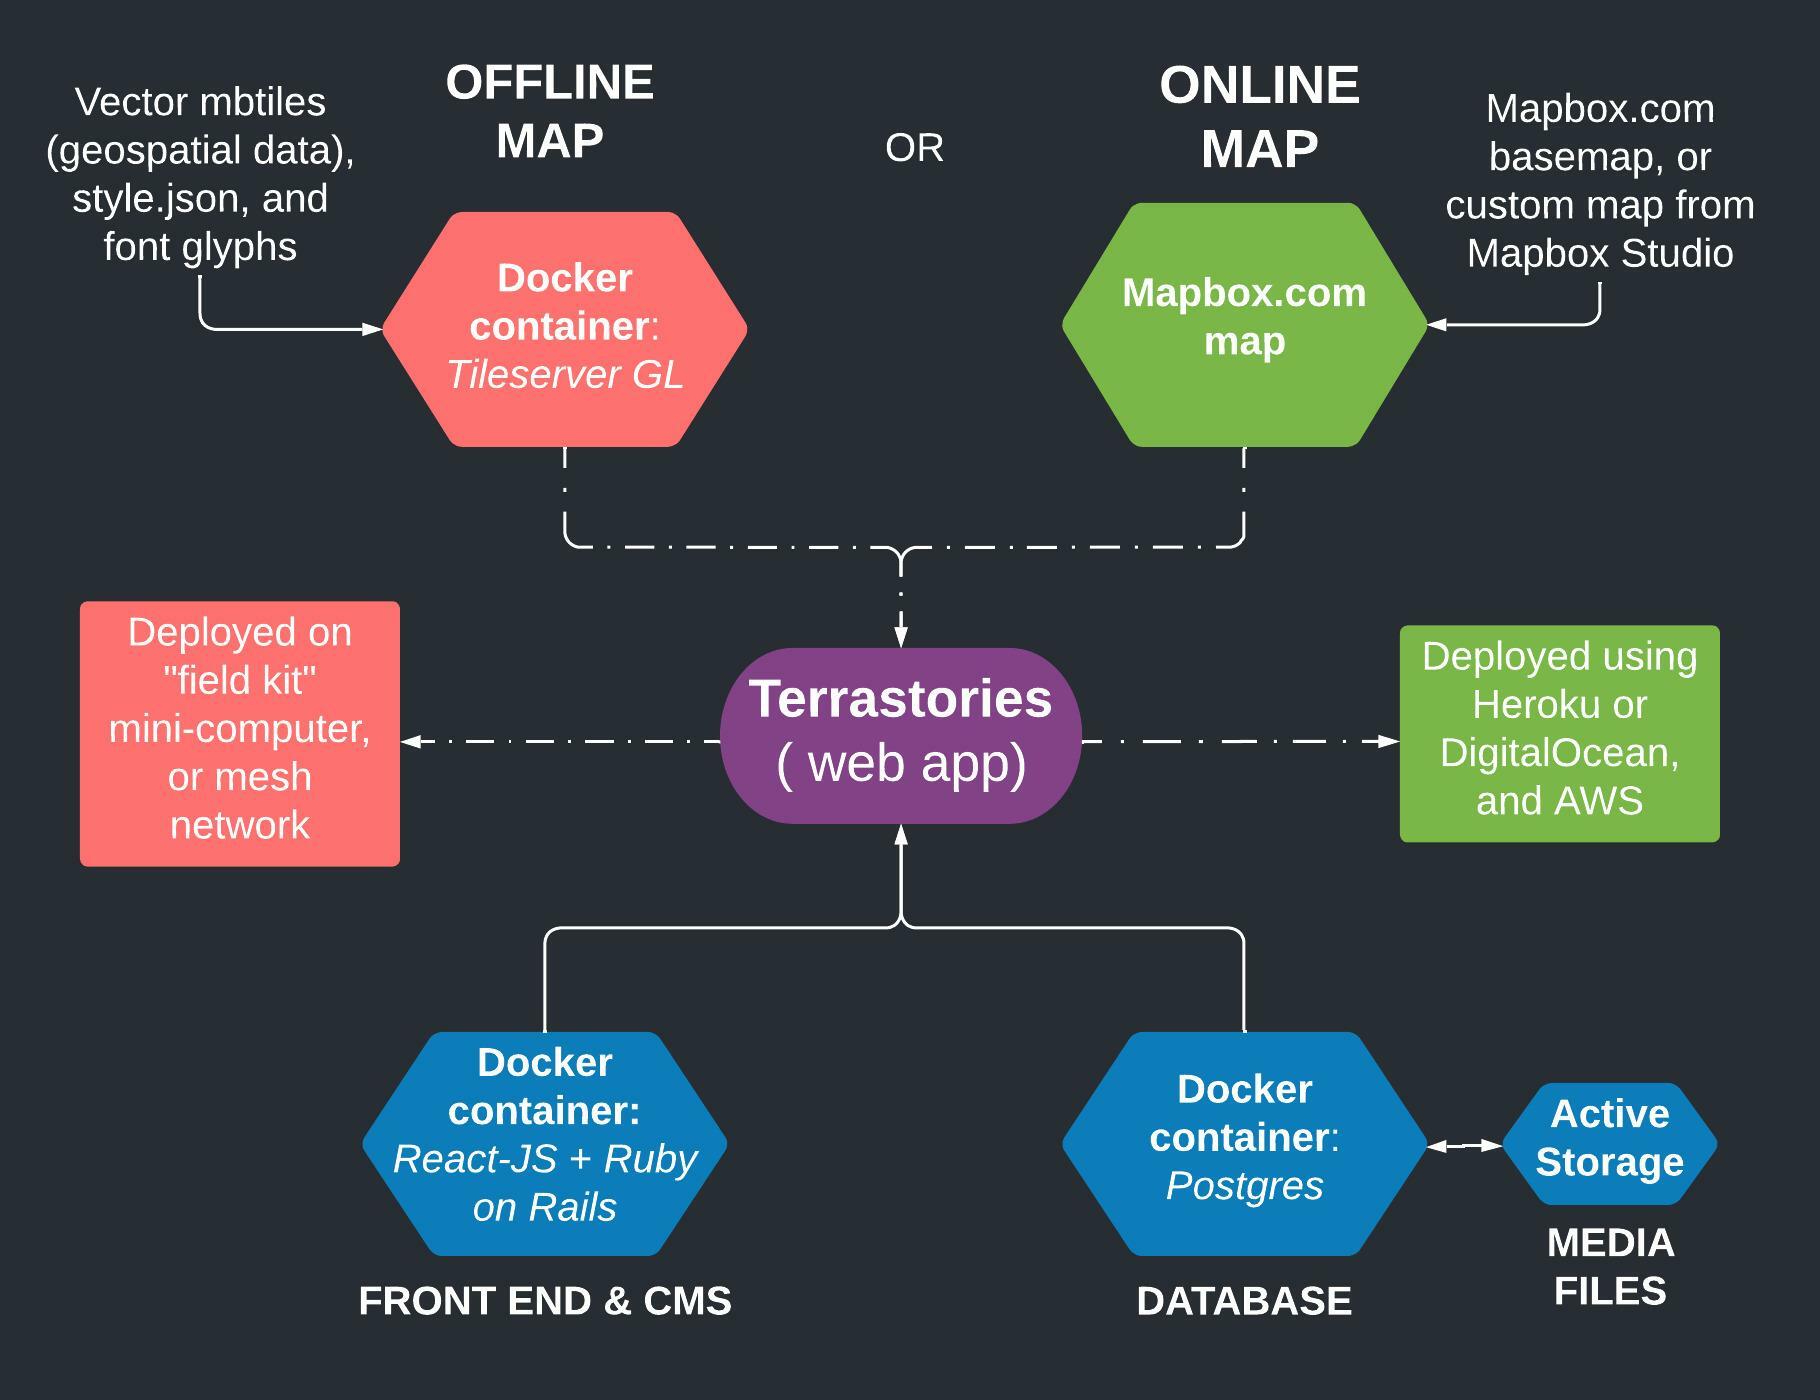 OFFLINE
MAP
Vector mbtiles
(geospatial data),
style.json, and
font glyphs
OR
ONLINE
MAP
Mapbox.com
basemap, or
custom map from
Mapbox Studio
Docker
container:
Tileserver GL
Mapbox.com
map
Deployed on
"field kit"
mini-computer,
or mesh
network
Terrastories
( web app)
Deployed using
Heroku or
DigitalOcean,
and AWS
Docker
container:
React-JS + Ruby
on Rails
FRONT END & CMS
Docker
container:
Postgres
DATABASE
Active
Storage
MEDIA
FILES